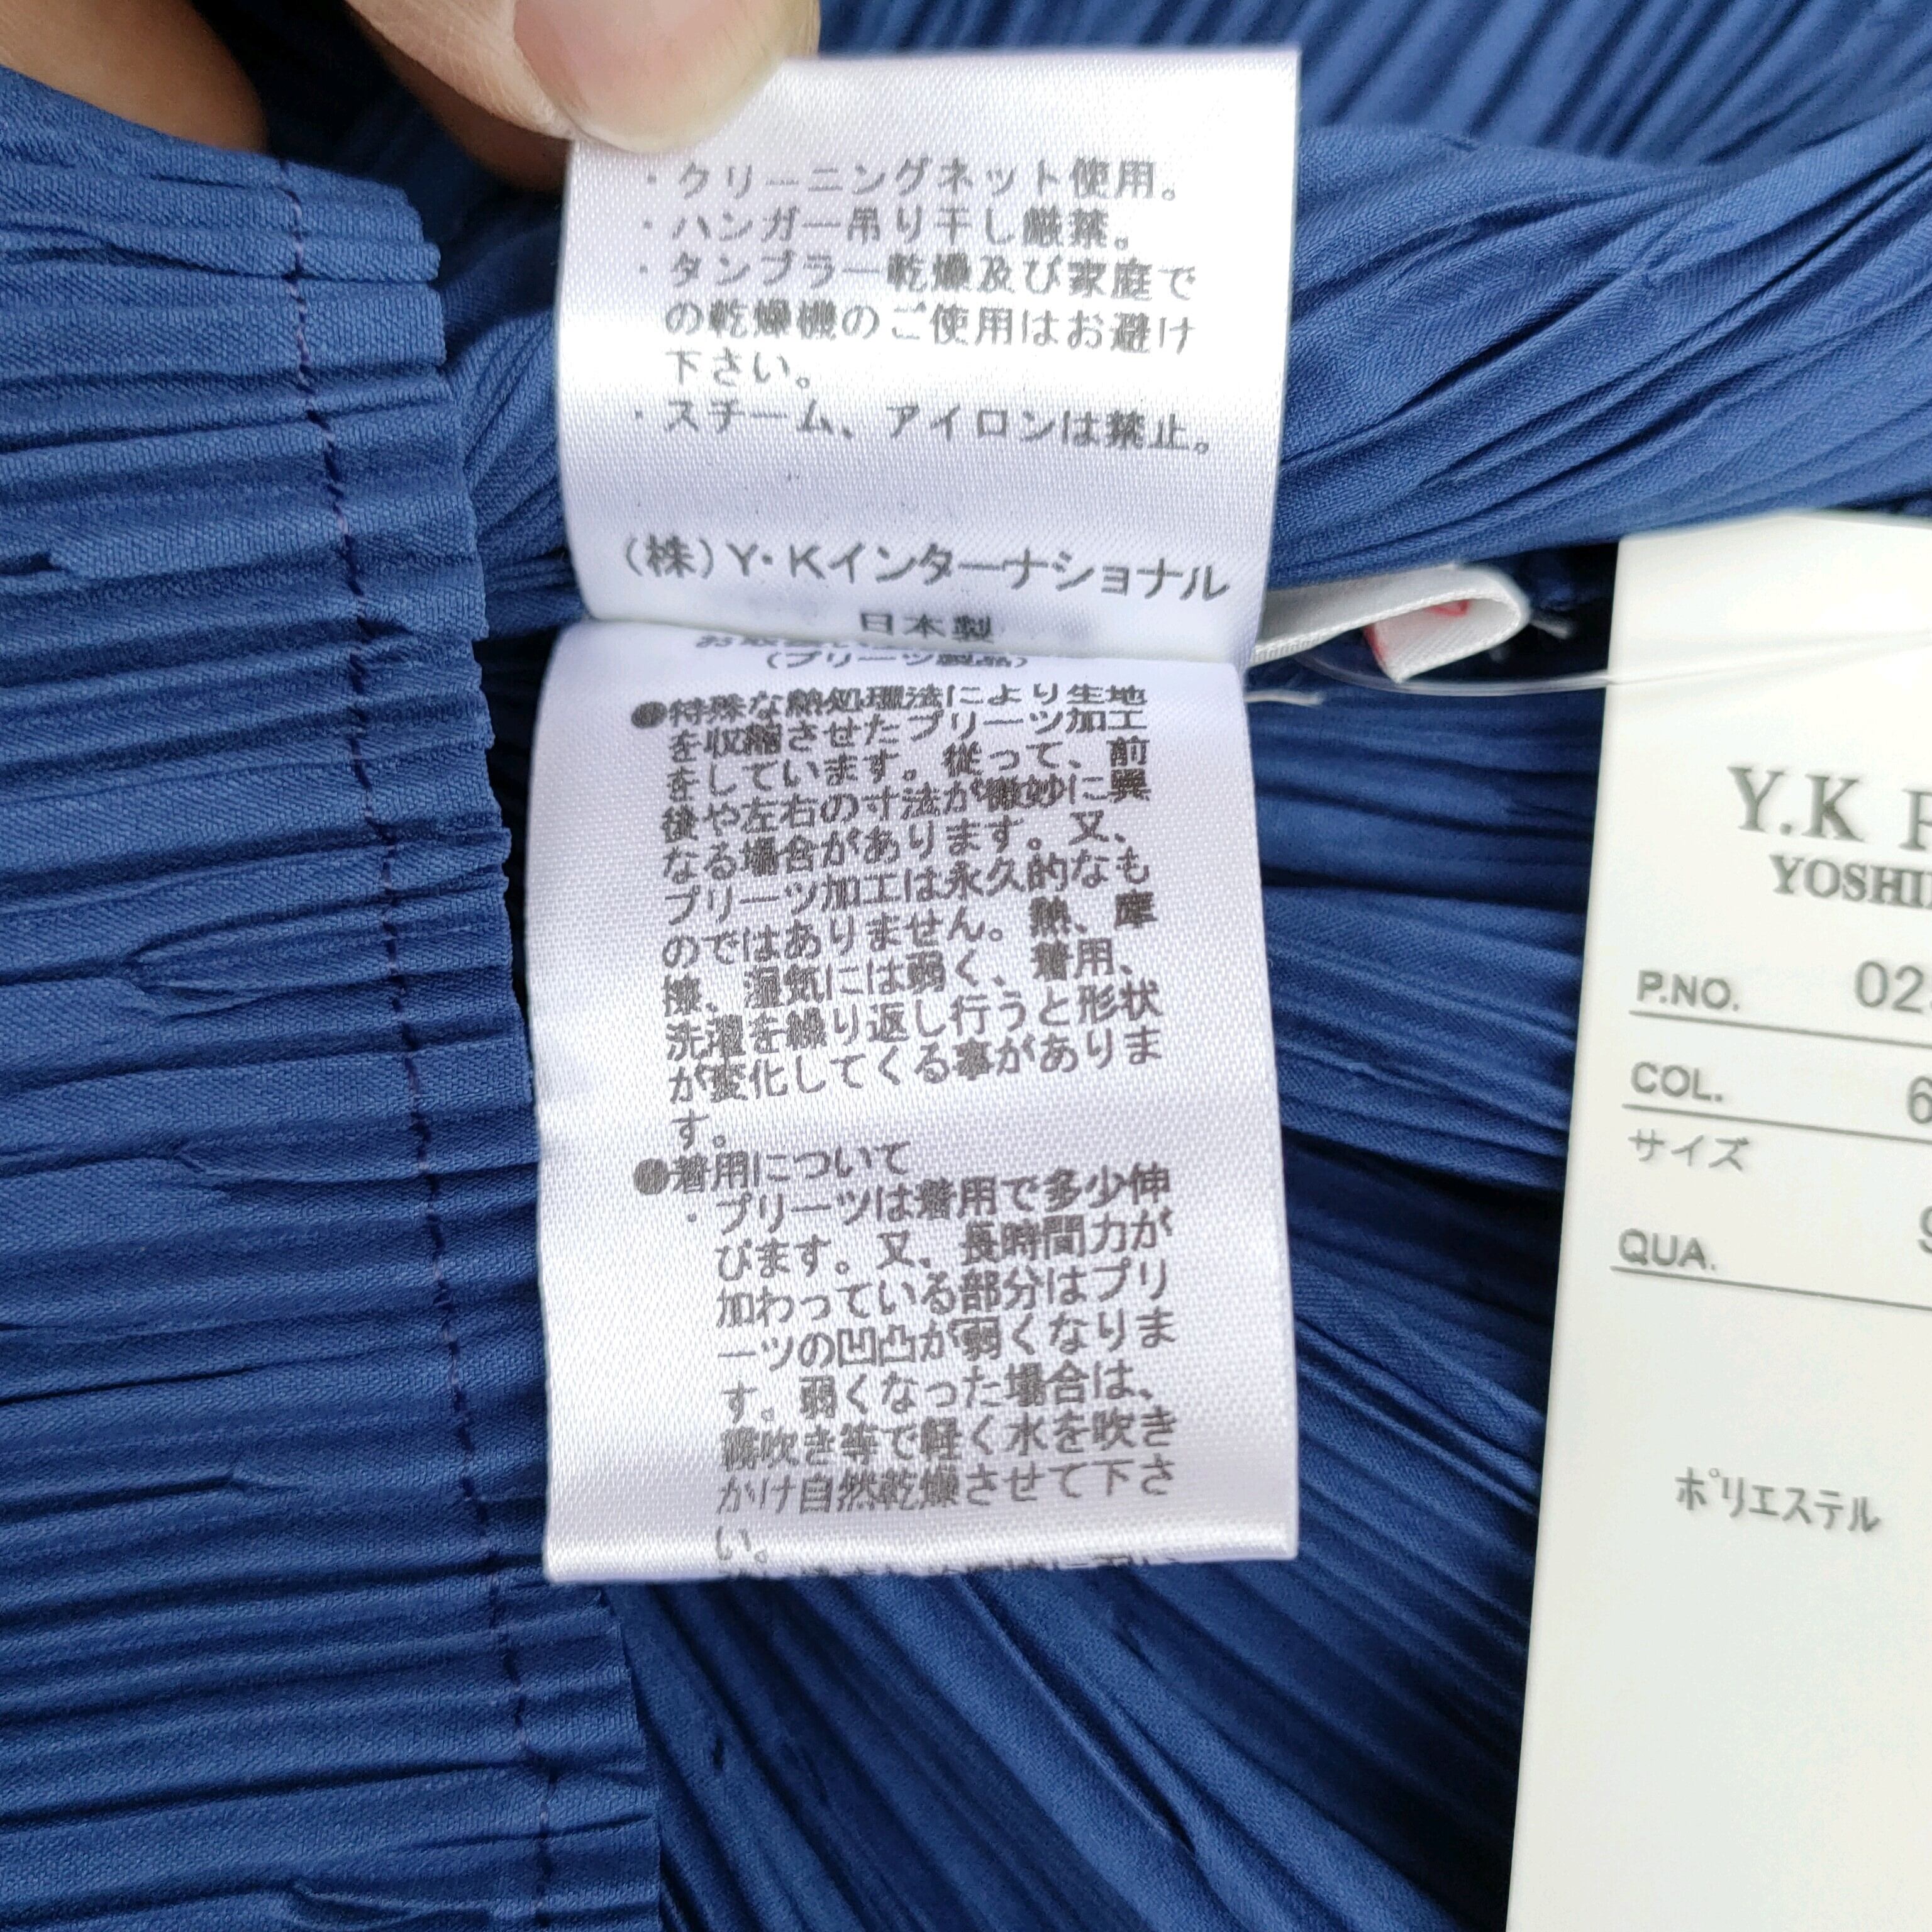 ・クリーニングネット使用。
・ハンガー吊り干し厳禁。
・タンブラー乾燥及び家庭で
の乾燥機のご使用はお避け
下さい。
・スチーム、アイロンは禁止。
(株)Y・Kインターナショナル
日本製
(プリーツ製品)
●特殊な熱処理法により生地
を収縮させたプリーツ加工
をしています。従って、前
後や左右の寸法が微妙に異
なる場合があります。又、
プリーツ加工は永久的なも
のではありません。熱、摩
擦、湿気には弱く、着用、
洗濯を繰り返し行うと形状
が変化してくる事がありま
す。
●着用について
・プリーツは着用で多少伸
びます。又、長時間力が
加わっている部分はプリ
ーツの凹凸が弱くなりま
す。弱くなった場合は、
霧吹き等で軽く水を吹き
かけ自然乾燥させて下さ
い。
Y.K
YOSHI
P.NO. 02
COL. 6
サイズ
QUA. 9
ポリエステル